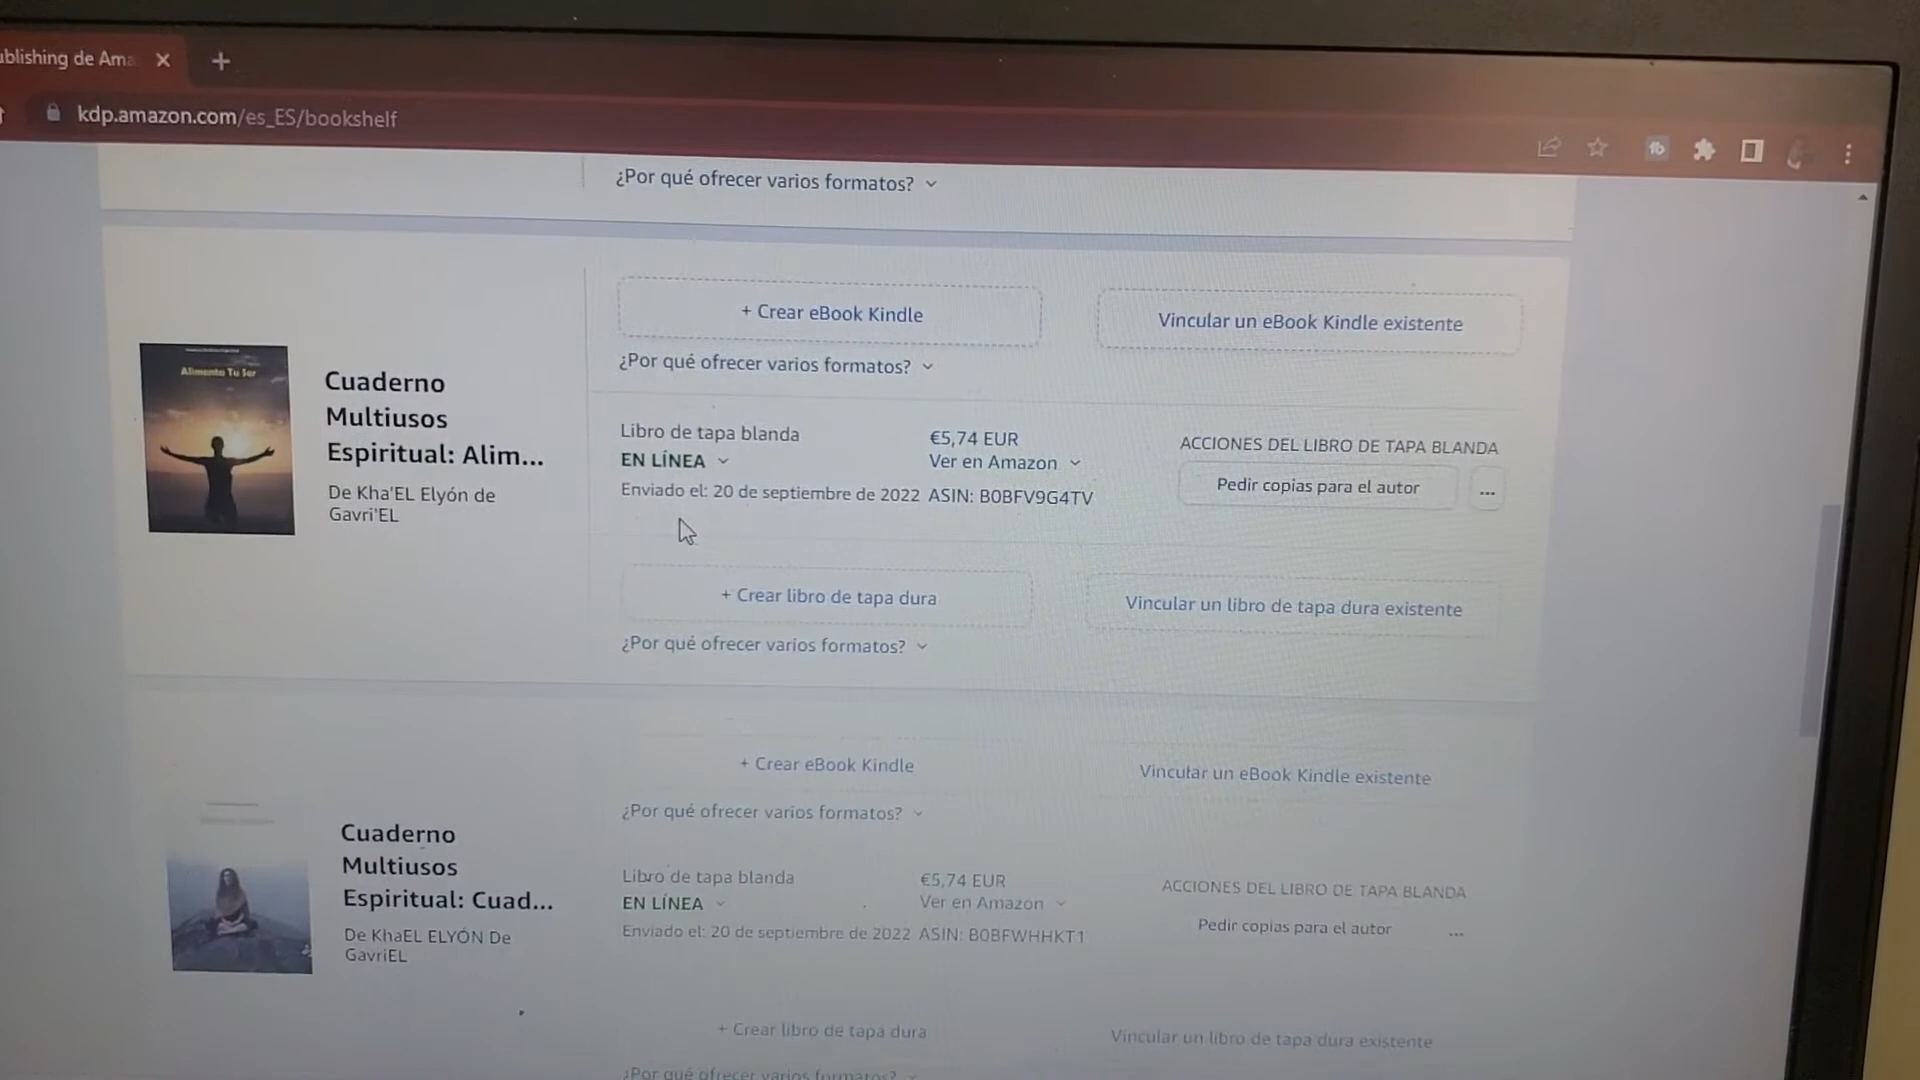 ublishing de Ama
kdp.amazon.com/es_ES/bookshelf
¿Por qué ofrecer varios formatos?
+ Crear eBook Kindle
Vincular un eBook Kindle existente
¿Por qué ofrecer varios formatos?
Alimenta Tu Ser
Cuaderno
Multiusos
Espiritual: Alim...
De Kha'EL Elyón de
Gavri'EL
Libro de tapa blanda
EN LÍNEA
Enviado el: 20 de septiembre de 2022
€5,74 EUR
Ver en Amazon
ASIN: B0BFV9G4TV
ACCIONES DEL LIBRO DE TAPA BLANDA
Pedir copias para el autor
...
+ Crear libro de tapa dura
Vincular un libro de tapa dura existente
¿Por qué ofrecer varios formatos?
+ Crear eBook Kindle
Vincular un eBook Kindle existente
¿Por qué ofrecer varios formatos?
Cuaderno
Multiusos
Espiritual: Cuad...
De KhaEL ELYÓN De
GavriEL
Libro de tapa blanda
EN LÍNEA
Enviado el: 20 de septiembre de 2022
€5,74 EUR
Ver en Amazon
ASIN: B0BFWHHKT1
ACCIONES DEL LIBRO DE TAPA BLANDA
Pedir copias para el autor
...
+ Crear libro de tapa dura
Vincular un libro de tapa dura existente
¿Por qué ofrecer varios formatos?